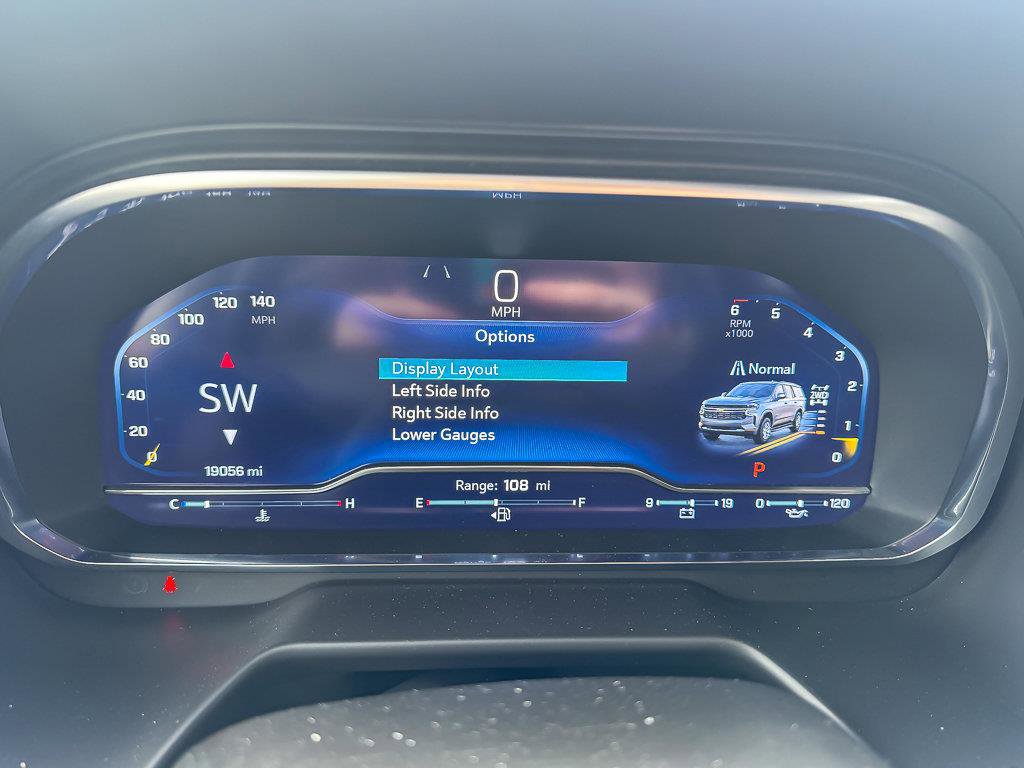 0
MPH
120 140
100 MPH
80
60
40
20
0
SW
19056 mi
Options
Display Layout
Left Side Info
Right Side Info
Lower Gauges
6 5 4 3 2 1 0
RPM
x1000
Normal
2WD
P
Range: 108 mi
C H
E F
9 19
0 120